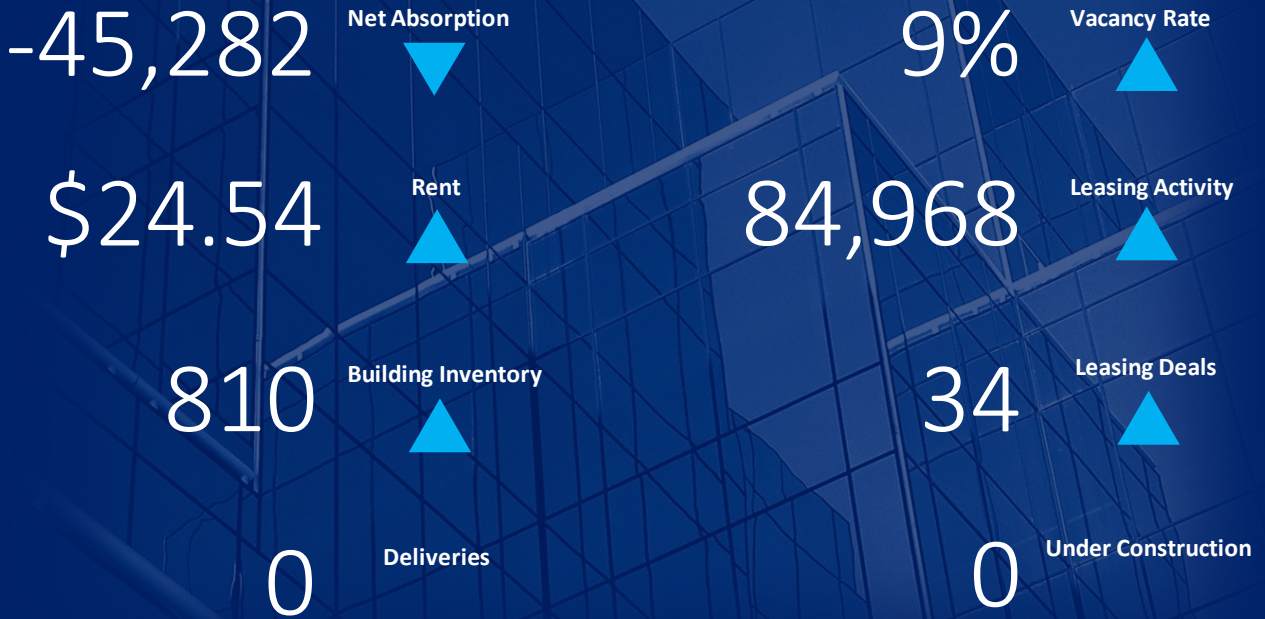 -45,282 Net Absorption
9% Vacancy Rate
$24.54 Rent
84,968 Leasing Activity
810 Building Inventory
34 Leasing Deals
0 Deliveries
0 Under Construction